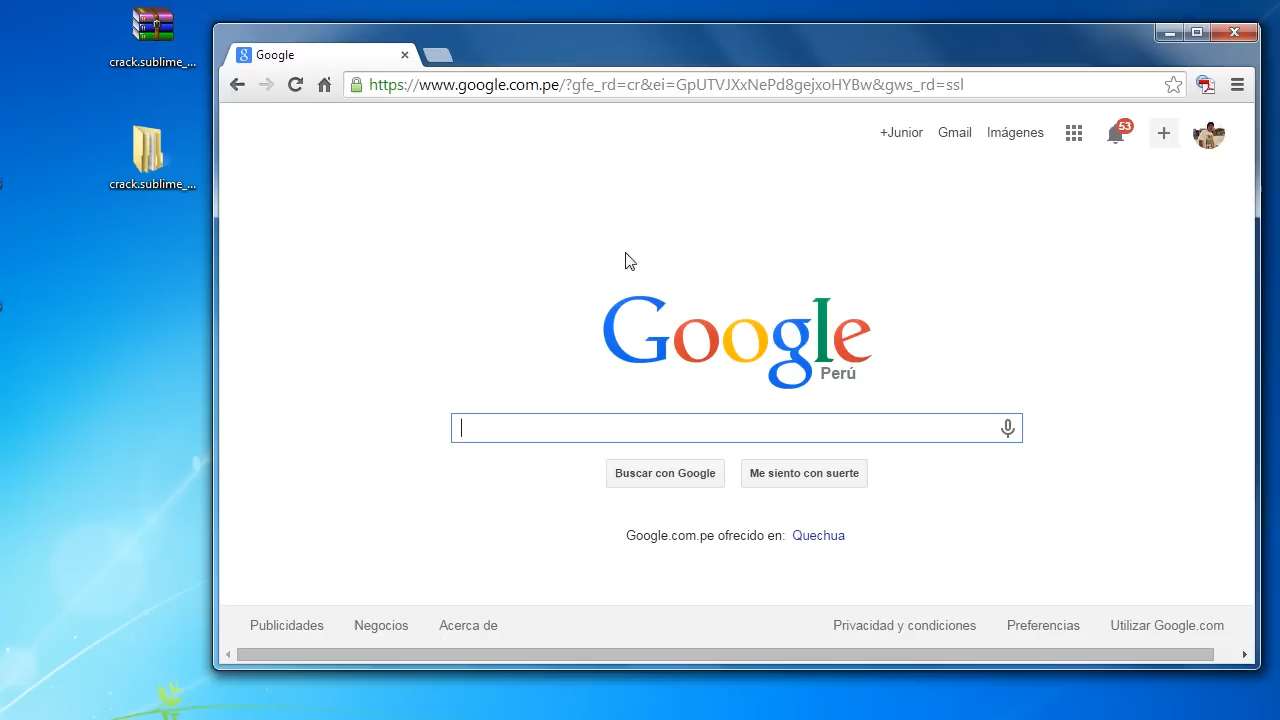 crack.sublime_...
crack.sublime_...
Google
https://www.google.com.pe/?gfe_rd=cr&ei=GpUTVJXxNePd8gejxoHYBw&gws_rd=ssl
+Junior Gmail Imágenes 53
Google
Perú
Buscar con Google Me siento con suerte
Google.com.pe ofrecido en: Quechua
Publicidades Negocios Acerca de Privacidad y condiciones Preferencias Utilizar Google.com